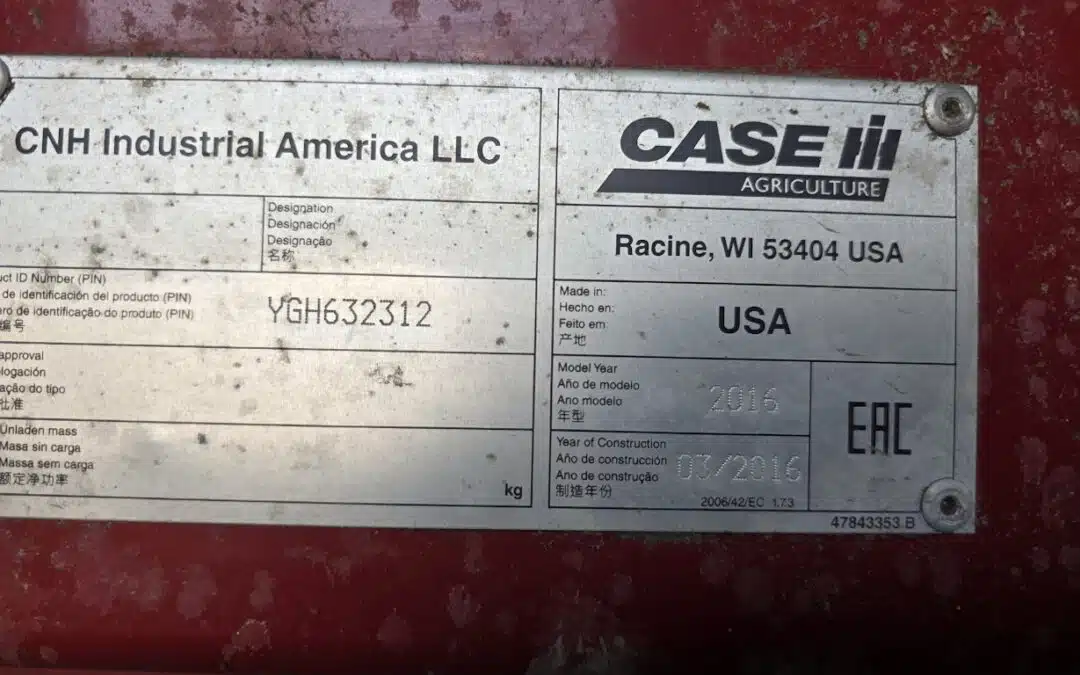 CNH Industrial America LLC
Designation
Designación
Designação
名称
uct ID Number (PIN)
de identificación del producto (PIN)
ero de identificação do produto (PIN)
编号
YGH632312
approval
logación
ação do tipo
批准
Unladen mass
Masa sin carga
Massa sem carga
额定净功率
kg
CASE IH
AGRICULTURE
Racine, WI 53404 USA
Made in:
Hecho en:
Feito em:
产地
USA
Model Year
Año de modelo
Ano modelo
年型
2016
Year of Construction
Año de construcción
Ano de construção
制造年份
03/2016
2006/42/EC 1.7.3
EAC
47843353 B